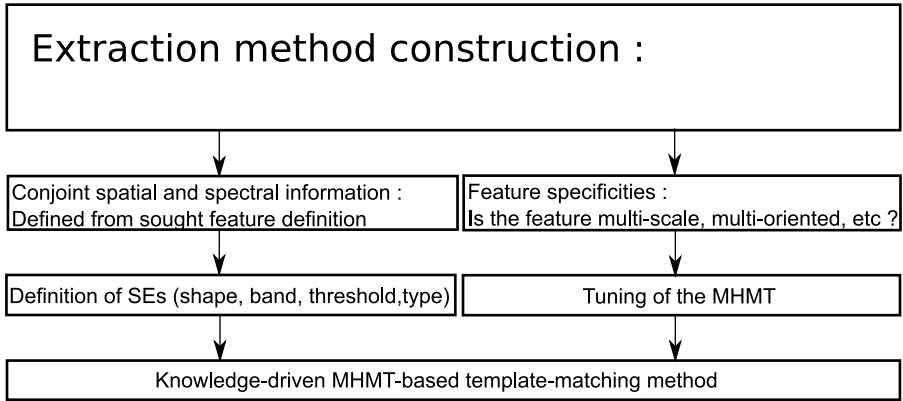 Extraction method construction :
Conjoint spatial and spectral information :
Defined from sought feature definition
Feature specificities :
Is the feature multi-scale, multi-oriented, etc ?
Definition of SEs (shape, band, threshold,type)
Tuning of the MHMT
Knowledge-driven MHMT-based template-matching method